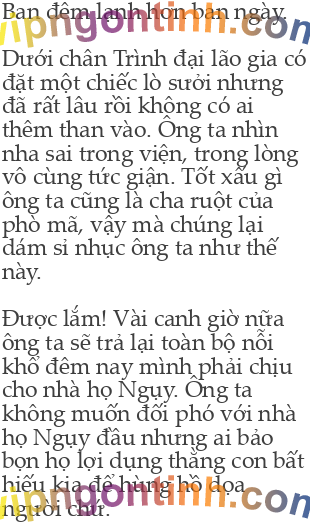 Ban đêm lạnh hơn ban ngày.
Dưới chân Trình đại lão gia có
đặt một chiếc lò sưởi nhưng
đã rất lâu rồi không có ai
thêm than vào. Ông ta nhìn
nha sai trong viện, trong lòng
vô cùng tức giận. Tốt xấu gì
ông ta cũng là cha ruột của
phò mã, vậy mà chúng lại
dám sỉ nhục ông ta như thế
này.
Được lắm! Vài canh giờ nữa
ông ta sẽ trả lại toàn bộ nỗi
khổ đêm nay mình phải chịu
cho nhà họ Ngụy. Ông ta
không muốn đối phó với nhà
họ Ngụy đầu nhưng ai bảo
bọn họ lợi dụng thằng con bất
hiếu kia để hùng hổ dọa
người chứ.
vipngontinh.com
vipngontinh.com